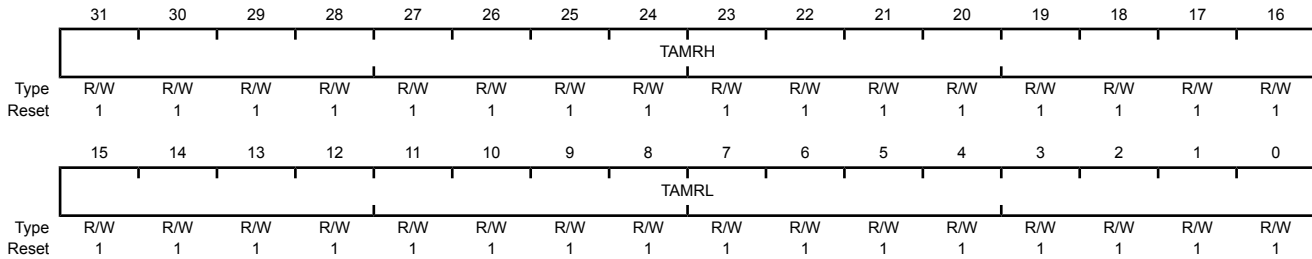 31 30 29 28 27 26 25 24 23 22 21 20 19 18 17 16
TAMRH
Type R/W R/W R/W R/W R/W R/W R/W R/W R/W R/W R/W R/W R/W R/W R/W R/W
Reset 1 1 1 1 1 1 1 1 1 1 1 1 1 1 1 1
15 14 13 12 11 10 9 8 7 6 5 4 3 2 1 0
TAMRL
Type R/W R/W R/W R/W R/W R/W R/W R/W R/W R/W R/W R/W R/W R/W R/W R/W
Reset 1 1 1 1 1 1 1 1 1 1 1 1 1 1 1 1